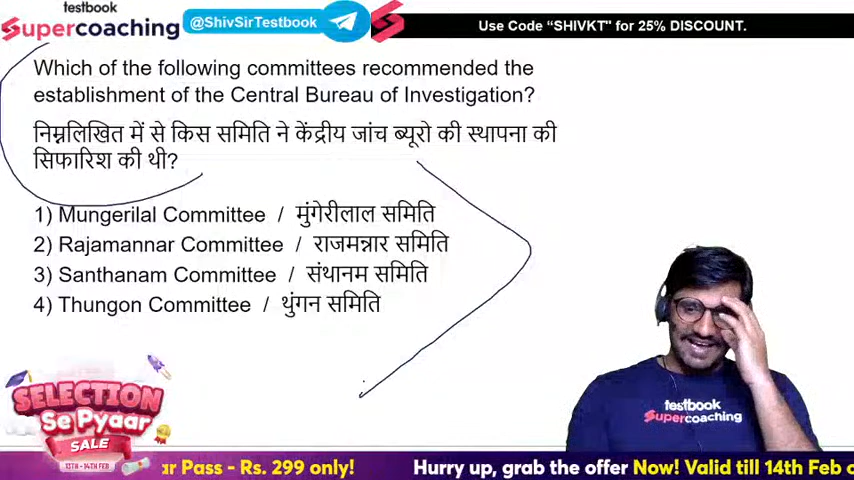 testbook
Supercoaching
@ShivSirTestbook
Use Code “SHIVKT" for 25% DISCOUNT.
Which of the following committees recommended the
establishment of the Central Bureau of Investigation?
निम्नलिखित में से किस समिति ने केंद्रीय जांच ब्यूरो की स्थापना की
सिफारिश की थी?
1) Mungerilal Committee / मुंगेरीलाल समिति
2) Rajamannar Committee / राजमन्नार समिति
3) Santhanam Committee / संथानम समिति
4) Thungon Committee / थुंगन समिति
testbook
Supercoaching
SELECTION
Se Pyaar
SALE
13TH - 14TH FEB
ar Pass - Rs. 299 only! Hurry up, grab the offer Now! Valid till 14th Feb